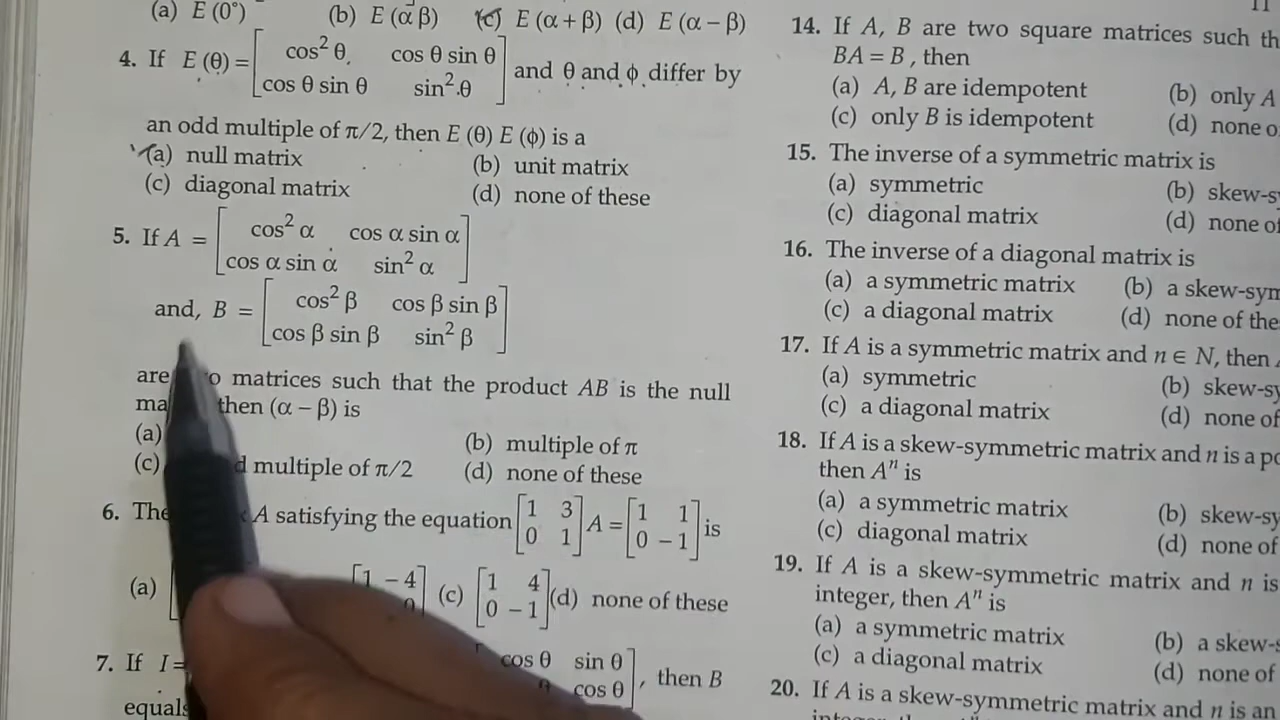 (a) E (0°) (b) E (α β) (c) E (α + β) (d) E (α − β)
4. If E (θ) = [cos² θ cos θ sin θ
cos θ sin θ sin² θ] and θ and ϕ differ by
an odd multiple of π/2, then E (θ) E (ϕ) is a
(a) null matrix (b) unit matrix
(c) diagonal matrix (d) none of these
5. If A = [cos² α cos α sin α
cos α sin α sin² α]
and, B = [cos² β cos β sin β
cos β sin β sin² β]
are matrices such that the product AB is the null
then (α − β) is
(a) (b) multiple of π
(c) multiple of π/2 (d) none of these
6. The A satisfying the equation [1 3
0 1] A = [1 1
0 − 1] is
(a) [1 − 4
0] (c) [1 4
0 − 1] (d) none of these
7. If I = cos θ sin θ
cos θ], then B
equals
14. If A, B are two square matrices such
BA = B , then
(a) A, B are idempotent (b) only A
(c) only B is idempotent (d) none
15. The inverse of a symmetric matrix is
(a) symmetric (b) skew-s
(c) diagonal matrix (d) none
16. The inverse of a diagonal matrix is
(a) a symmetric matrix (b) a skew-sym
(c) a diagonal matrix (d) none of the
17. If A is a symmetric matrix and n ∈ N, then
(a) symmetric (b) skew-sy
(c) a diagonal matrix (d) none of
18. If A is a skew-symmetric matrix and n is a po
then Aⁿ is
(a) a symmetric matrix (b) skew-sy
(c) diagonal matrix (d) none of
19. If A is a skew-symmetric matrix and n is
integer, then Aⁿ is
(a) a symmetric matrix (b) a skew-s
(c) a diagonal matrix (d) none of
20. If A is a skew-symmetric matrix and n is an